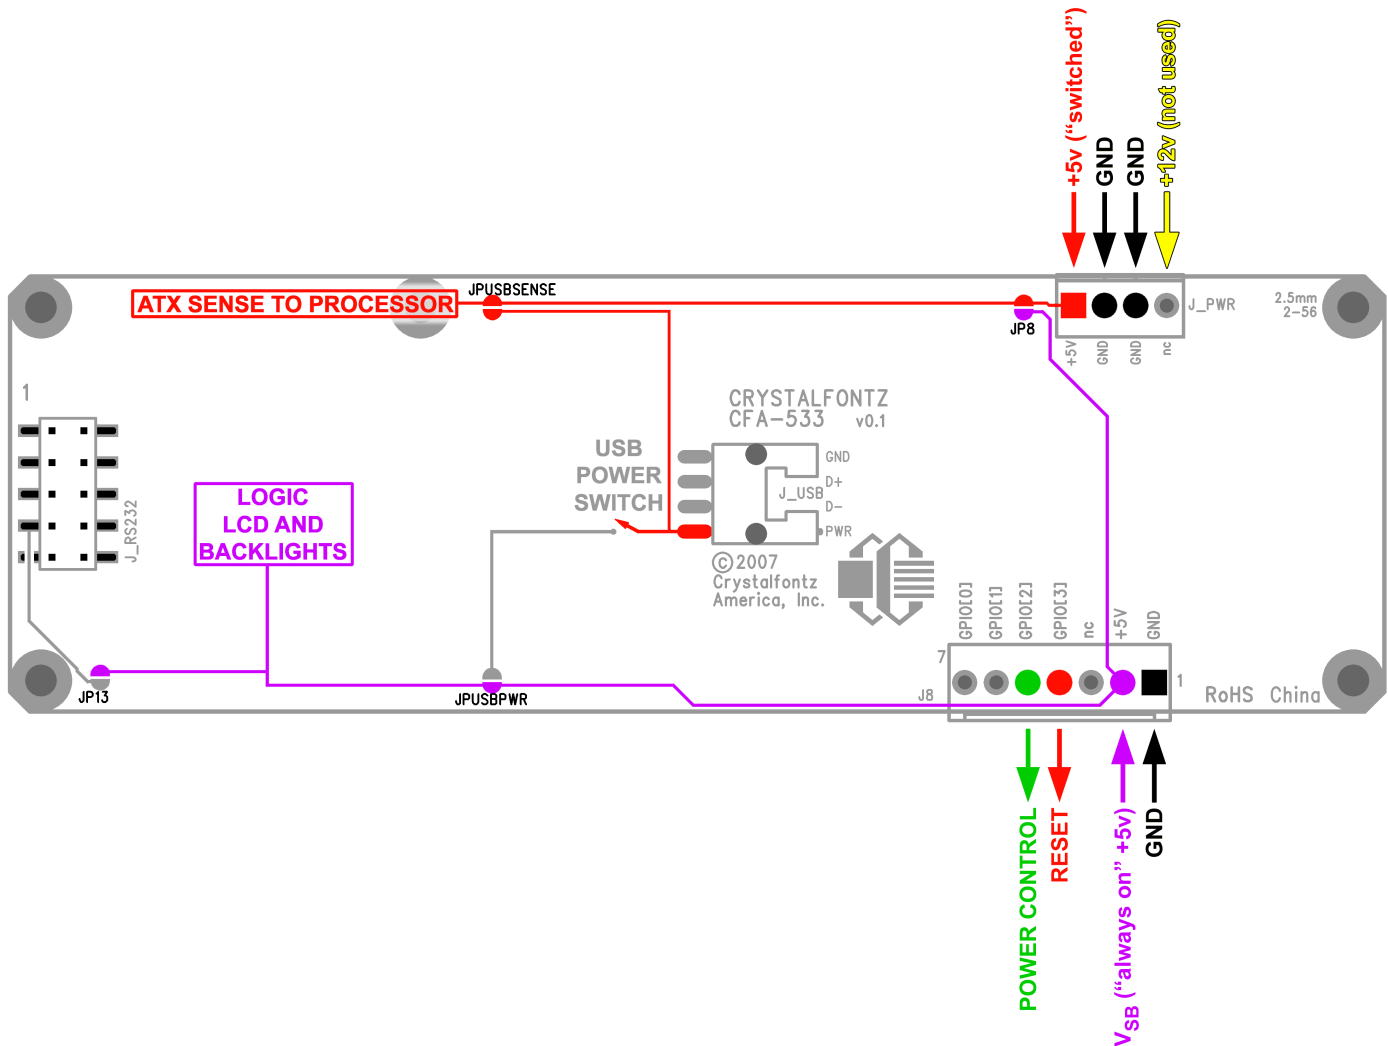 +5v (“switched”)
GND
GND
+12v (not used)
ATX SENSE TO PROCESSOR
JPUSBSENSE
JP8
J_PWR
2.5mm
2-56
+5V
GND
GND
nc
1
CRYSTALFONTZ
CFA-533 v0.1
USB
POWER
SWITCH
GND
D+
J_USB
D-
PWR
J_RS232
LOGIC
LCD AND
BACKLIGHTS
©2007
Crystalfontz
America, Inc.
GPIO[0]
GPIO[1]
GPIO[2]
GPIO[3]
nc
+5V
GND
7
J8
1
RoHS China
JP13
JPUSBPWR
POWER CONTROL
RESET
VSB (“always on” +5v)
GND